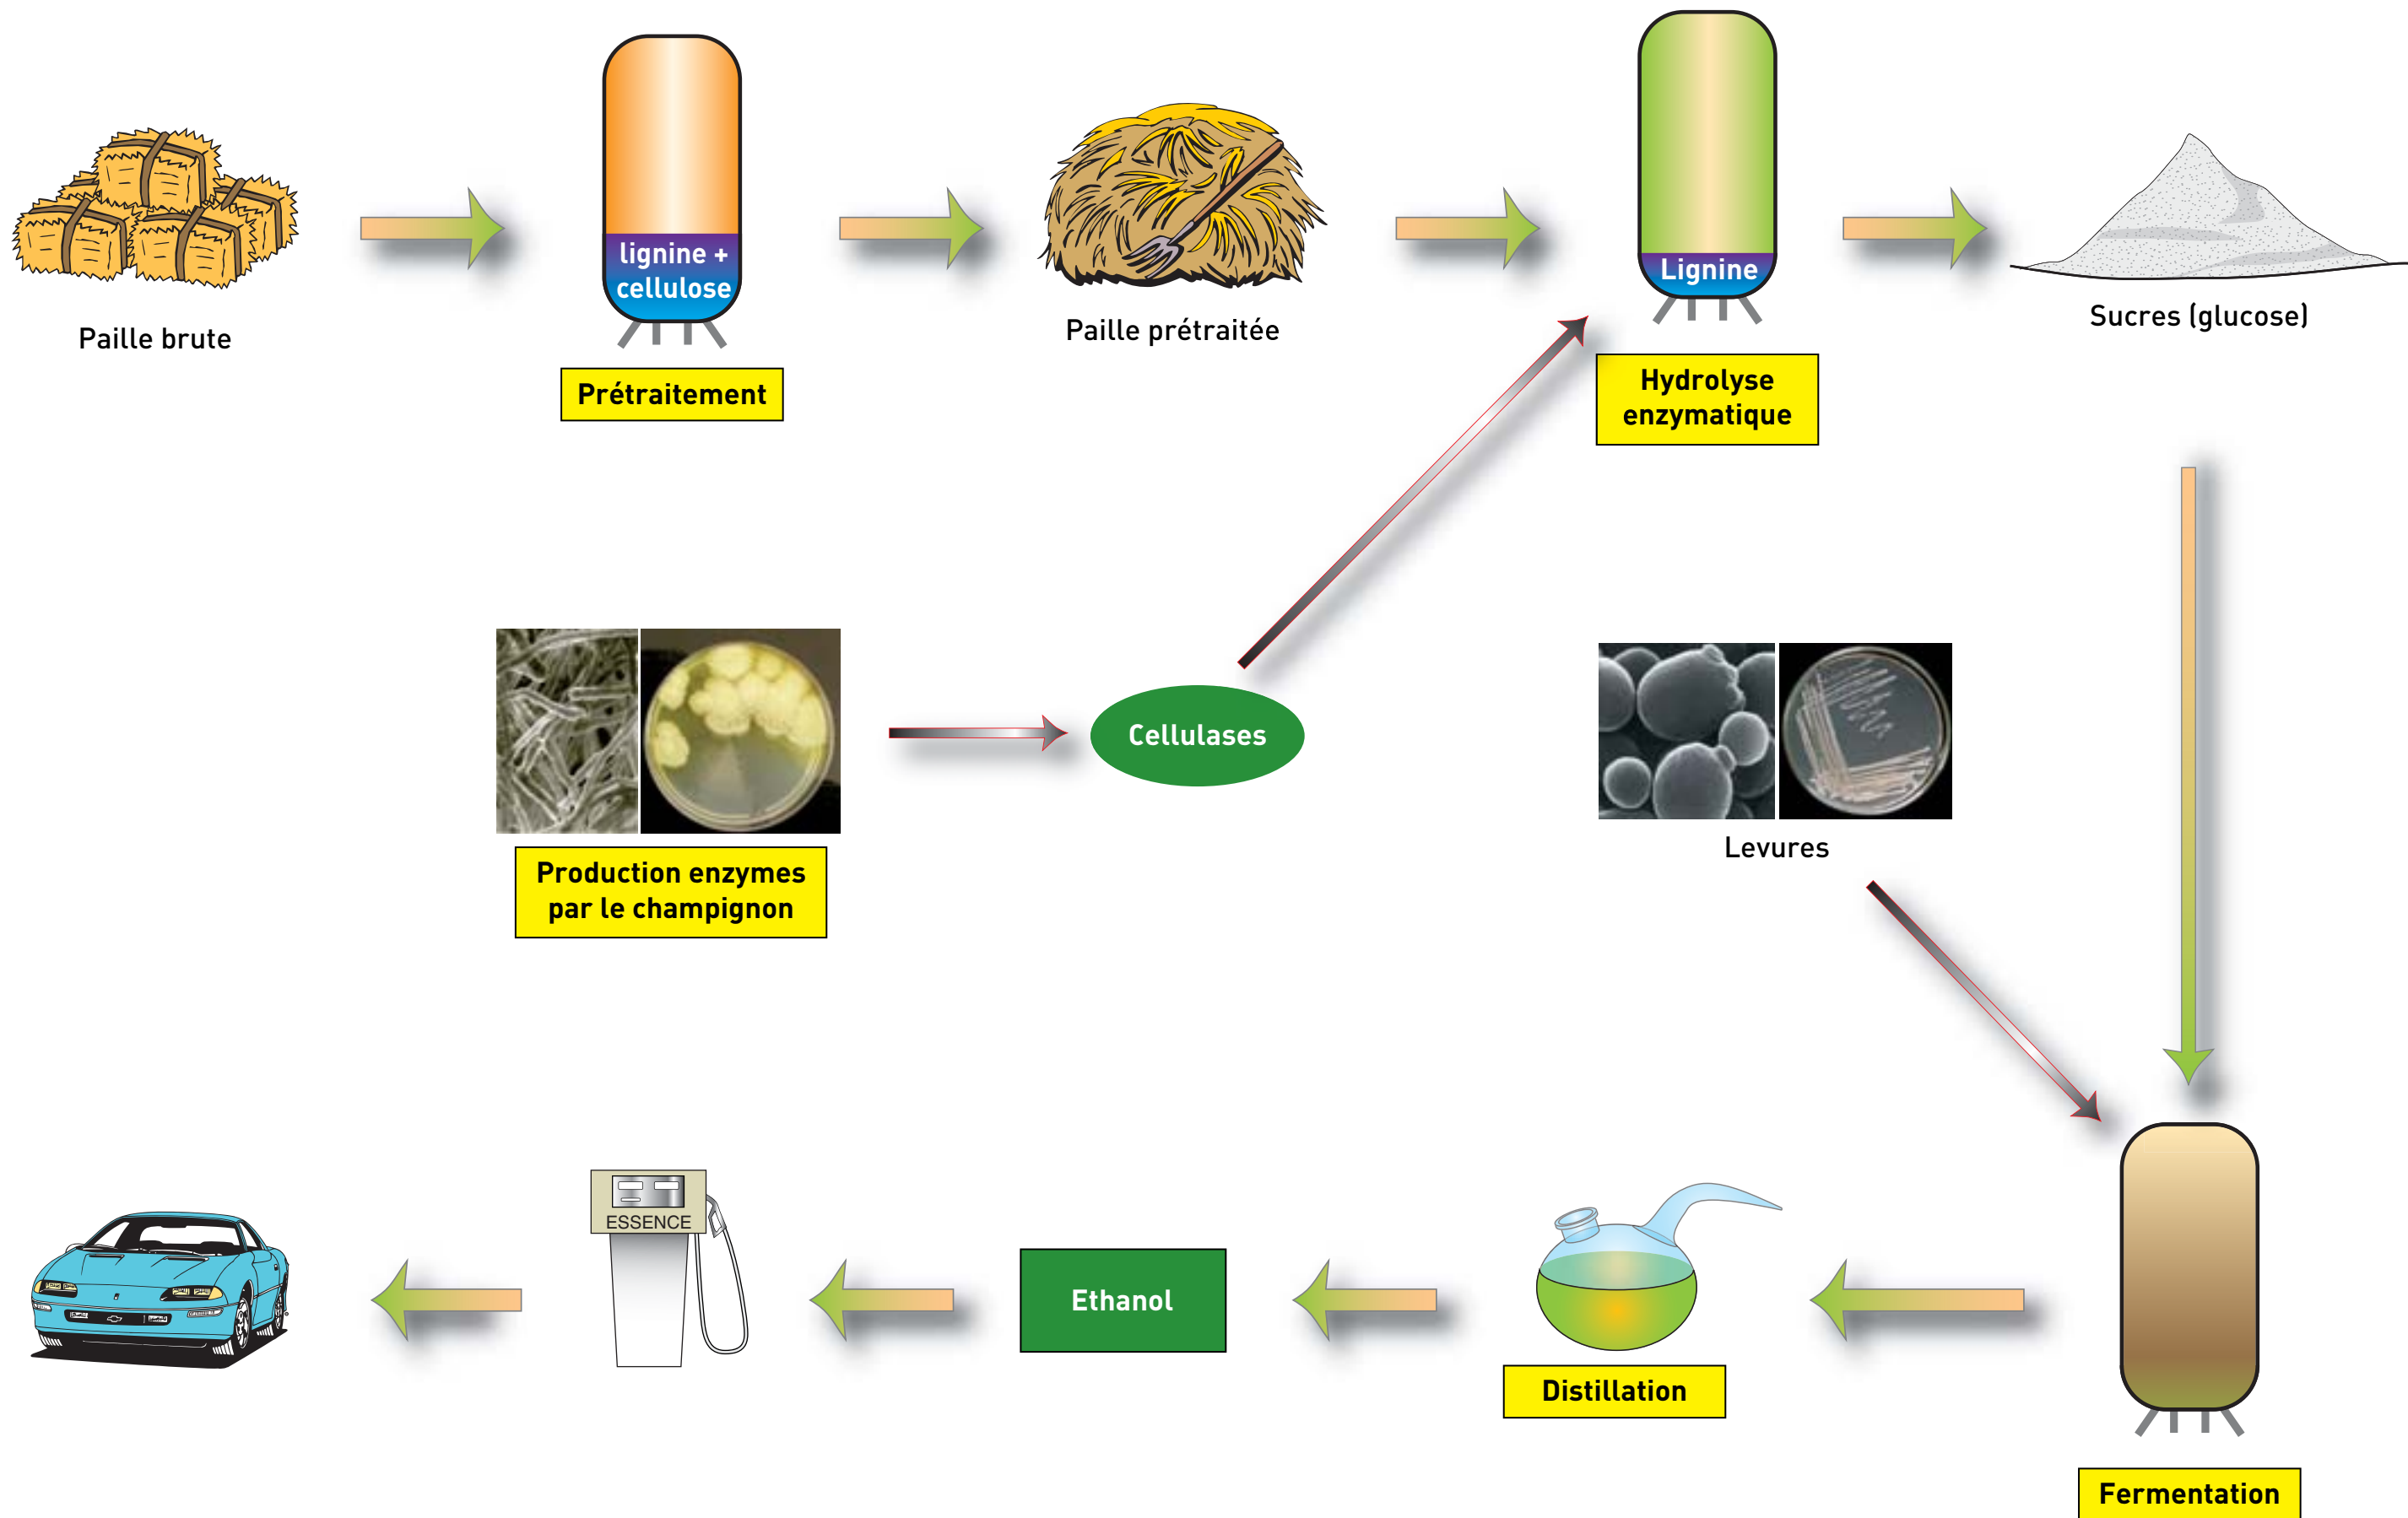 lignine +
cellulose
Lignine
Paille brute
Paille prétraitée
Sucres (glucose)
Prétraitement
Hydrolyse
enzymatique
Cellulases
Levures
Production enzymes
par le champignon
ESSENCE
Ethanol
Distillation
Fermentation